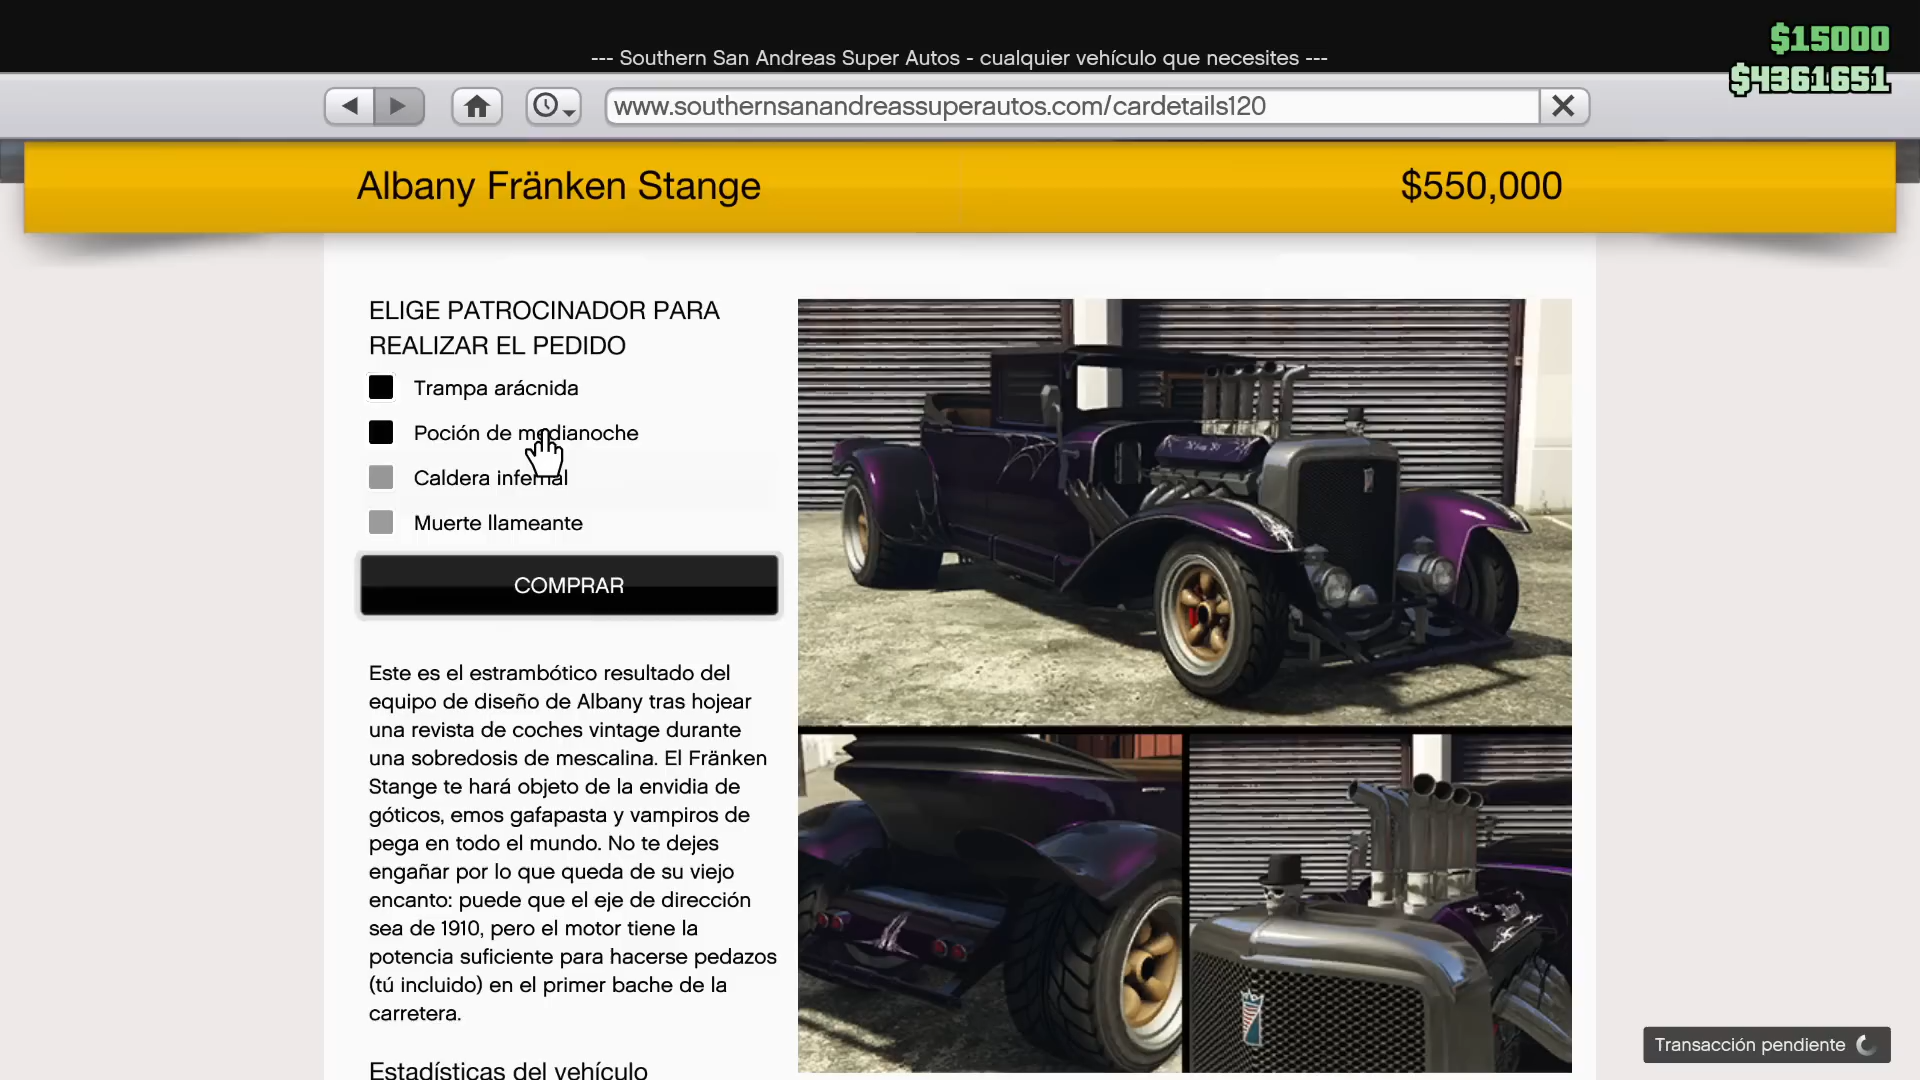 --- Southern San Andreas Super Autos - cualquier vehículo que necesites ---
$15000
$4361651
www.southernsanandreassuperautos.com/cardetails120
Albany Fränken Stange
$550,000
ELIGE PATROCINADOR PARA
REALIZAR EL PEDIDO
Trampa arácnida
Poción de medianoche
Caldera infernal
Muerte llameante
COMPRAR
Este es el estrambótico resultado del
equipo de diseño de Albany tras hojear
una revista de coches vintage durante
una sobredosis de mescalina. El Fränken
Stange te hará objeto de la envidia de
góticos, emos gafapasta y vampiros de
pega en todo el mundo. No te dejes
engañar por lo que queda de su viejo
encanto: puede que el eje de dirección
sea de 1910, pero el motor tiene la
potencia suficiente para hacerse pedazos
(tú incluido) en el primer bache de la
carretera.
Estadísticas del vehículo
Transacción pendiente